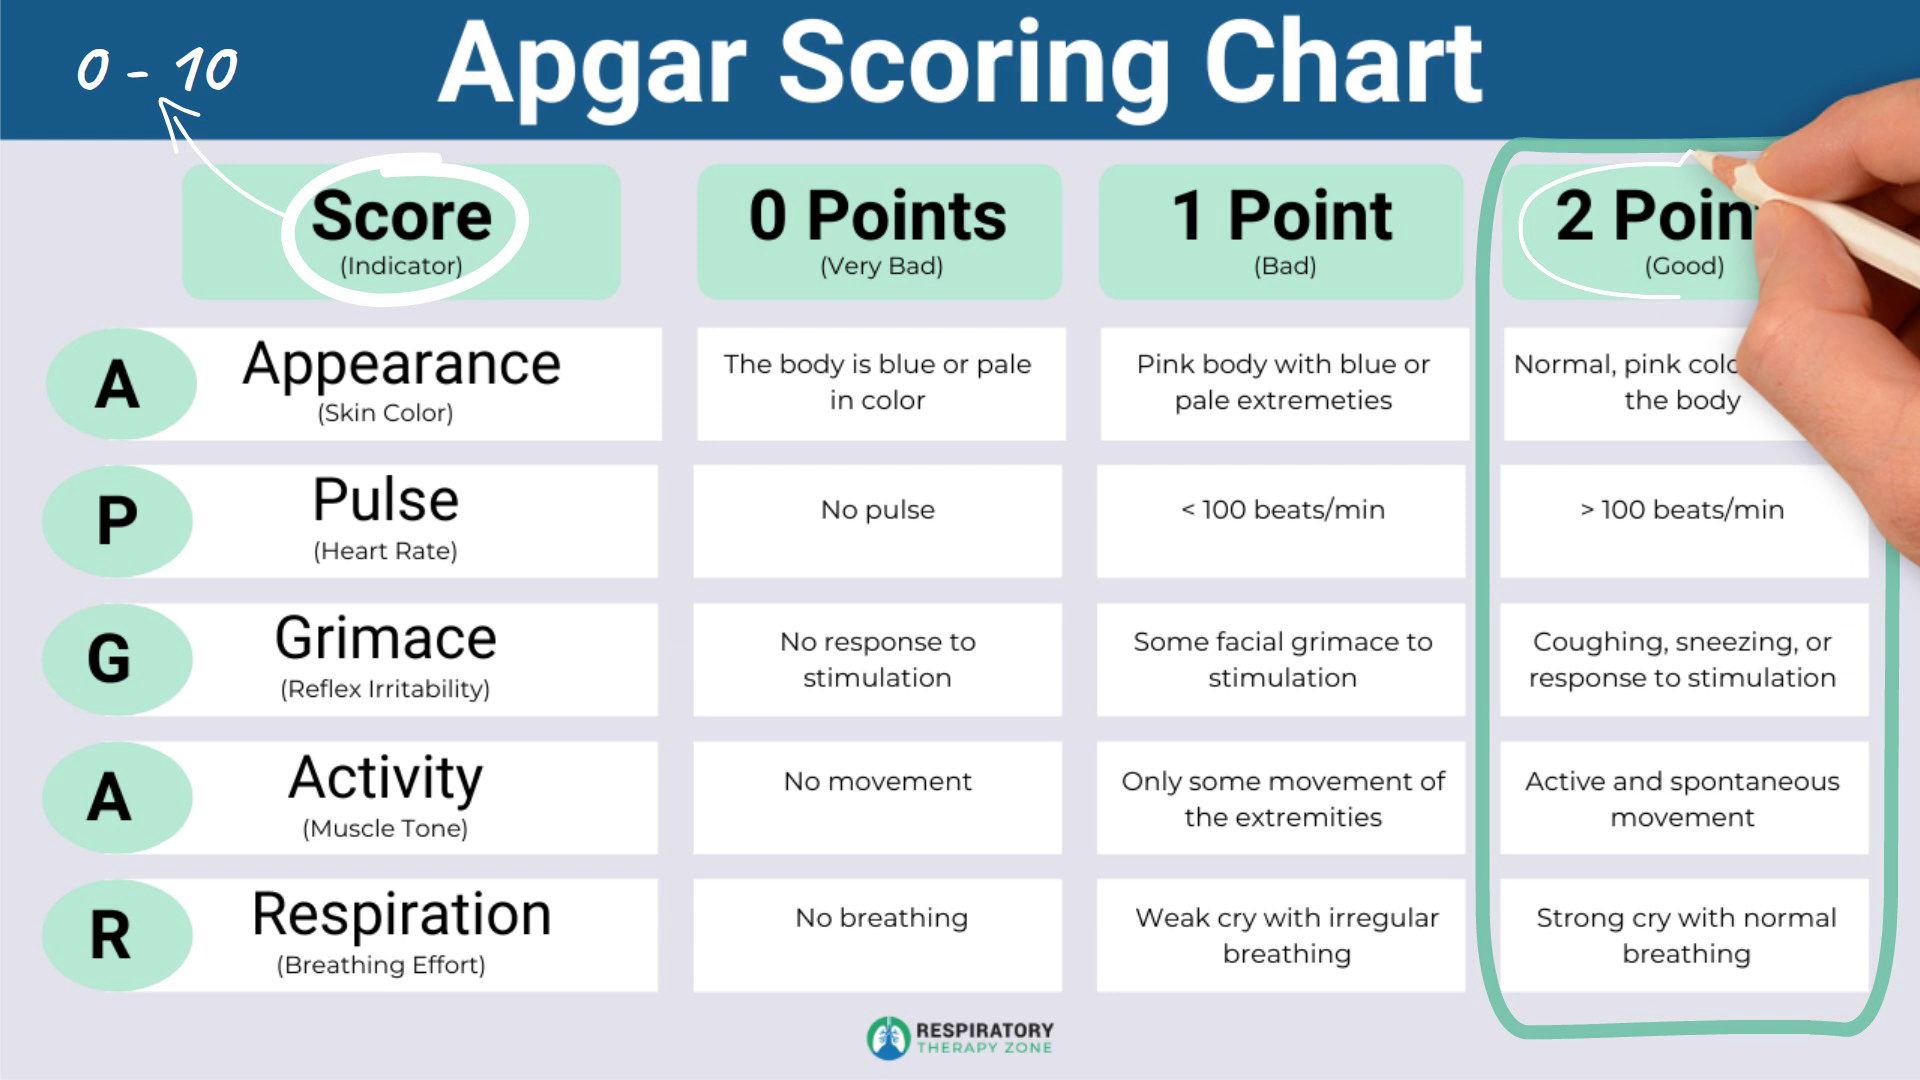 0 - 10
Apgar Scoring Chart
Score
(Indicator)
0 Points
(Very Bad)
1 Point
(Bad)
2 Poin
(Good)
A
Appearance
(Skin Color)
The body is blue or pale
in color
Pink body with blue or
pale extremeties
Normal, pink
the body
P
Pulse
(Heart Rate)
No pulse
< 100 beats/min
> 100 beats/min
G
Grimace
(Reflex Irritability)
No response to
stimulation
Some facial grimace to
stimulation
Coughing, sneezing, or
response to stimulation
A
Activity
(Muscle Tone)
No movement
Only some movement of
the extremities
Active and spontaneous
movement
R
Respiration
(Breathing Effort)
No breathing
Weak cry with irregular
breathing
Strong cry with normal
breathing
RESPIRATORY
THERAPY ZONE